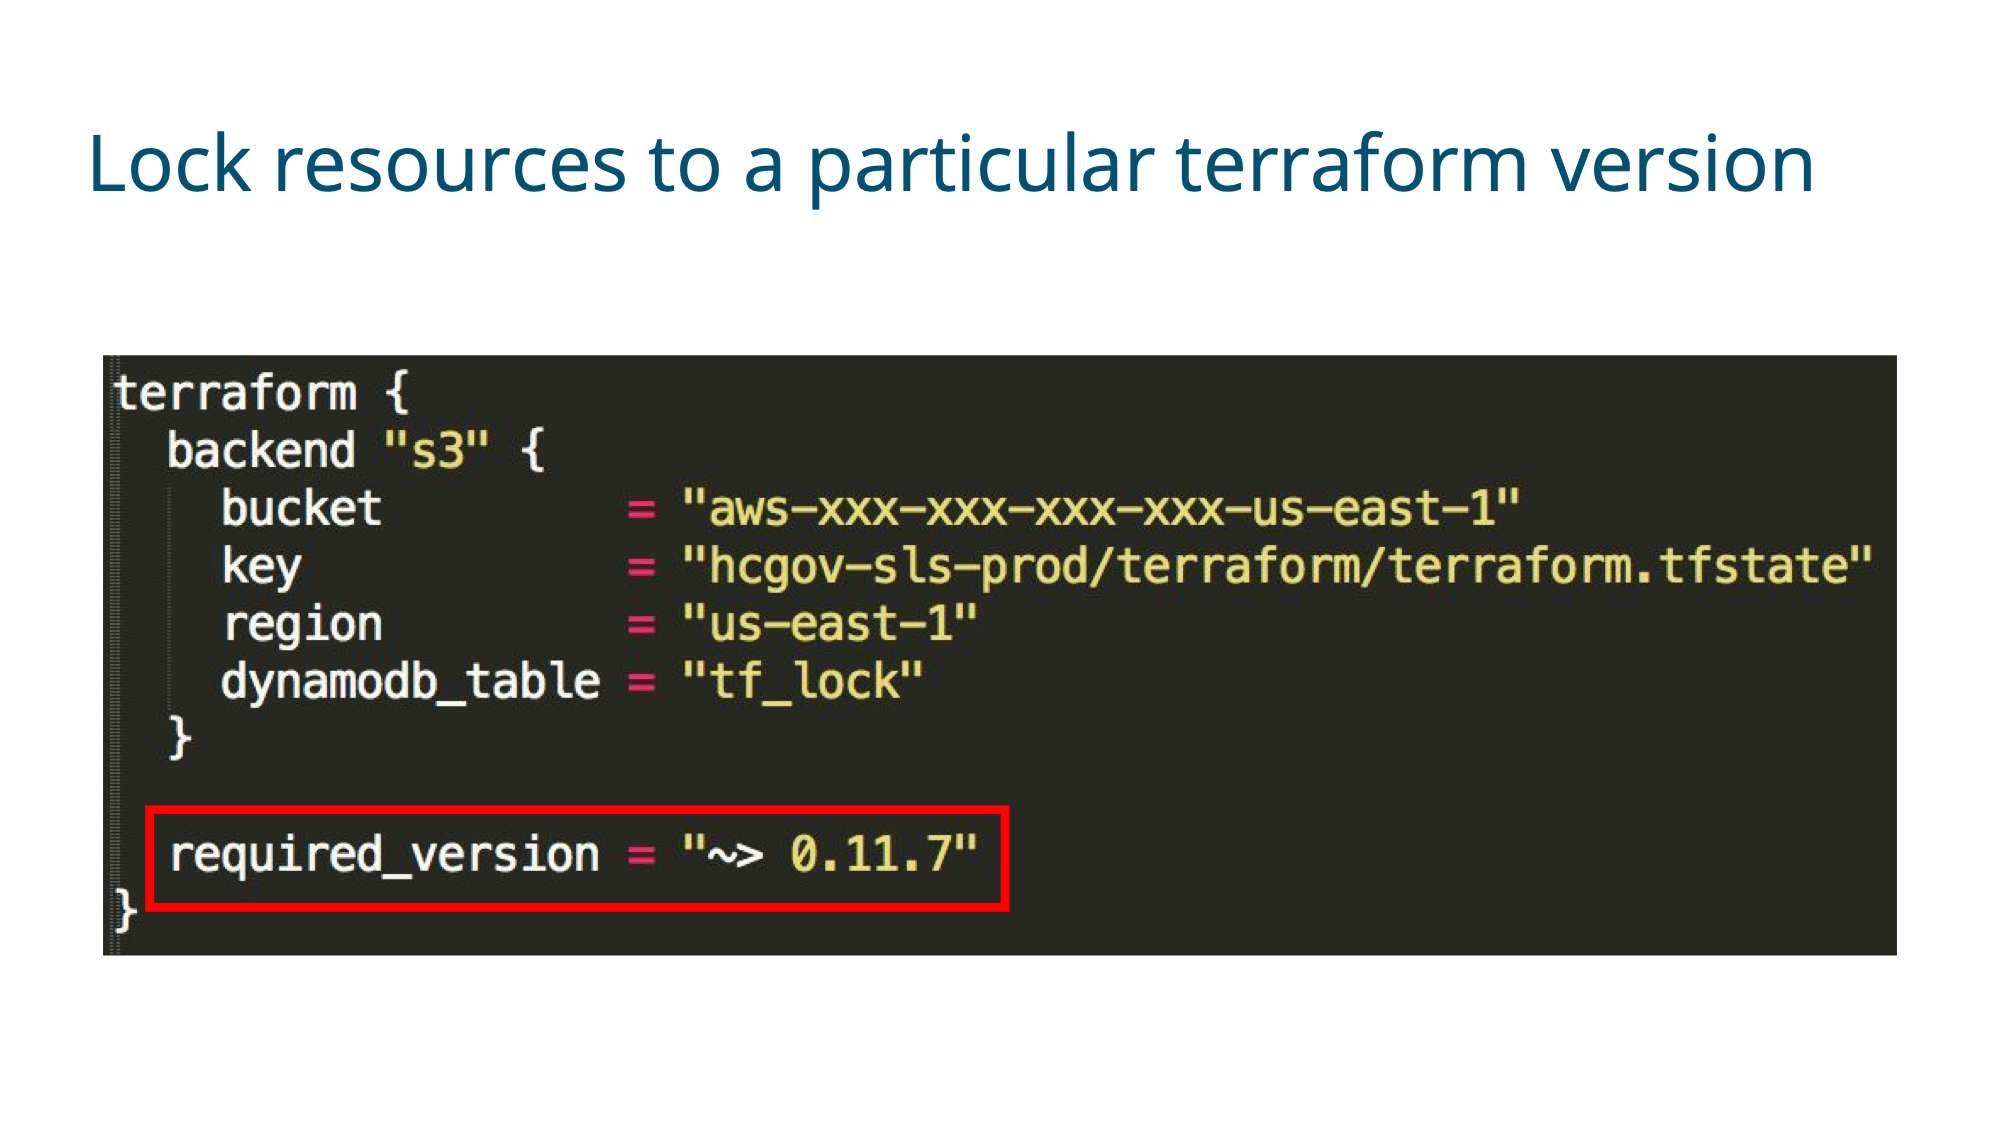 Lock resources to a particular terraform version
terraform {
  backend "s3" {
    bucket         = "aws-xxx-xxx-xxx-xxx-us-east-1"
    key            = "hcgov-sls-prod/terraform/terraform.tfstate"
    region         = "us-east-1"
    dynamodb_table = "tf_lock"
  }
  required_version = "~> 0.11.7"
}